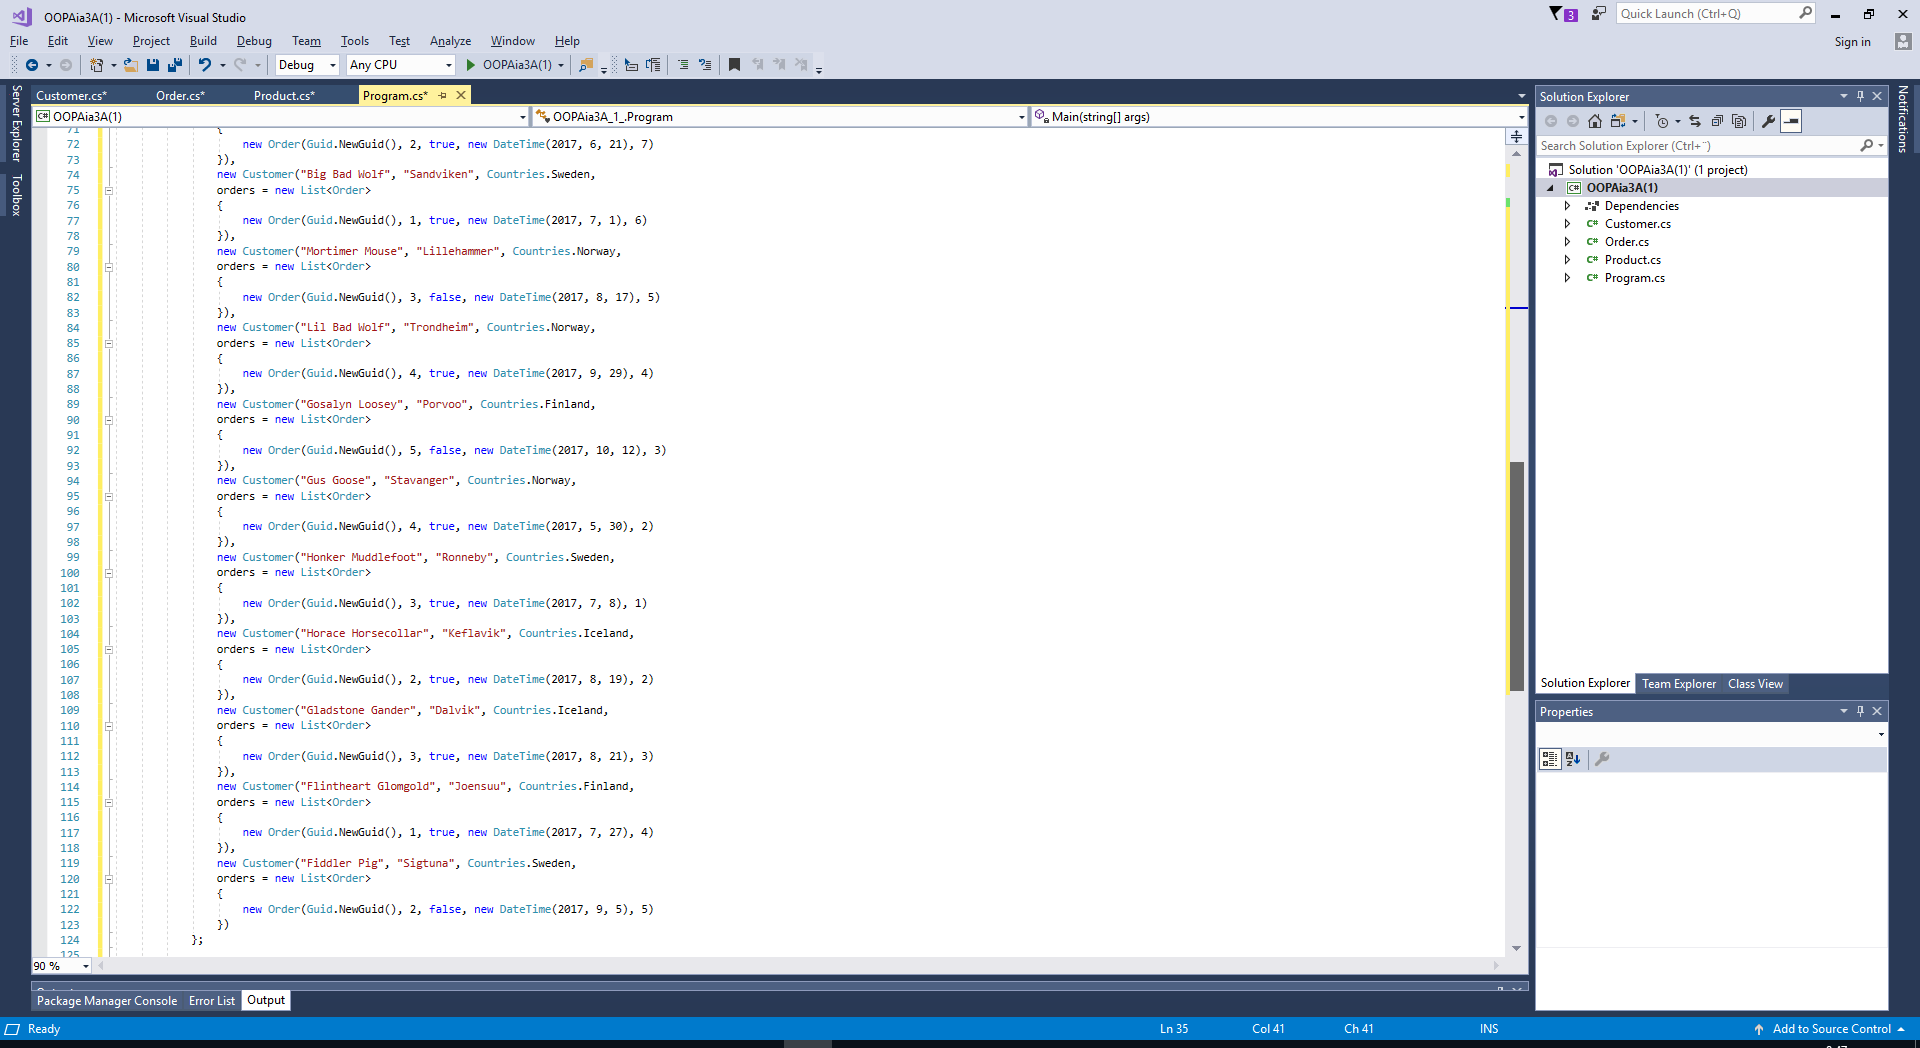 OOPAia3A(1) - Microsoft Visual Studio
3
Quick Launch (Ctrl+Q)
File Edit View Project Build Debug Team Tools Test Analyze Window Help
Sign in
Debug Any CPU OOPAia3A(1)
Server Explorer
Toolbox
Customer.cs* Order.cs* Product.cs* Program.cs*
OOPAia3A(1) OOPAia3A_1_.Program Main(string[] args)
71 {
72 new Order(Guid.NewGuid(), 2, true, new DateTime(2017, 6, 21), 7)
73 }),
74 new Customer("Big Bad Wolf", "Sandviken", Countries.Sweden,
75 orders = new List<Order>
76 {
77 new Order(Guid.NewGuid(), 1, true, new DateTime(2017, 7, 1), 6)
78 }),
79 new Customer("Mortimer Mouse", "Lillehammer", Countries.Norway,
80 orders = new List<Order>
81 {
82 new Order(Guid.NewGuid(), 3, false, new DateTime(2017, 8, 17), 5)
83 }),
84 new Customer("Lil Bad Wolf", "Trondheim", Countries.Norway,
85 orders = new List<Order>
86 {
87 new Order(Guid.NewGuid(), 4, true, new DateTime(2017, 9, 29), 4)
88 }),
89 new Customer("Gosalyn Loosey", "Porvoo", Countries.Finland,
90 orders = new List<Order>
91 {
92 new Order(Guid.NewGuid(), 5, false, new DateTime(2017, 10, 12), 3)
93 }),
94 new Customer("Gus Goose", "Stavanger", Countries.Norway,
95 orders = new List<Order>
96 {
97 new Order(Guid.NewGuid(), 4, true, new DateTime(2017, 5, 30), 2)
98 }),
99 new Customer("Honker Muddlefoot", "Ronneby", Countries.Sweden,
100 orders = new List<Order>
101 {
102 new Order(Guid.NewGuid(), 3, true, new DateTime(2017, 7, 8), 1)
103 }),
104 new Customer("Horace Horsecollar", "Keflavik", Countries.Iceland,
105 orders = new List<Order>
106 {
107 new Order(Guid.NewGuid(), 2, true, new DateTime(2017, 8, 19), 2)
108 }),
109 new Customer("Gladstone Gander", "Dalvik", Countries.Iceland,
110 orders = new List<Order>
111 {
112 new Order(Guid.NewGuid(), 3, true, new DateTime(2017, 8, 21), 3)
113 }),
114 new Customer("Flintheart Glomgold", "Joensuu", Countries.Finland,
115 orders = new List<Order>
116 {
117 new Order(Guid.NewGuid(), 1, true, new DateTime(2017, 7, 27), 4)
118 }),
119 new Customer("Fiddler Pig", "Sigtuna", Countries.Sweden,
120 orders = new List<Order>
121 {
122 new Order(Guid.NewGuid(), 2, false, new DateTime(2017, 9, 5), 5)
123 })
124 };
125
90 %
Solution Explorer
Search Solution Explorer (Ctrl+¨)
Solution 'OOPAia3A(1)' (1 project)
C# OOPAia3A(1)
Dependencies
C# Customer.cs
C# Order.cs
C# Product.cs
C# Program.cs
Solution Explorer Team Explorer Class View
Properties
Notifications
Package Manager Console Error List Output
Ready Ln 35 Col 41 Ch 41 INS Add to Source Control